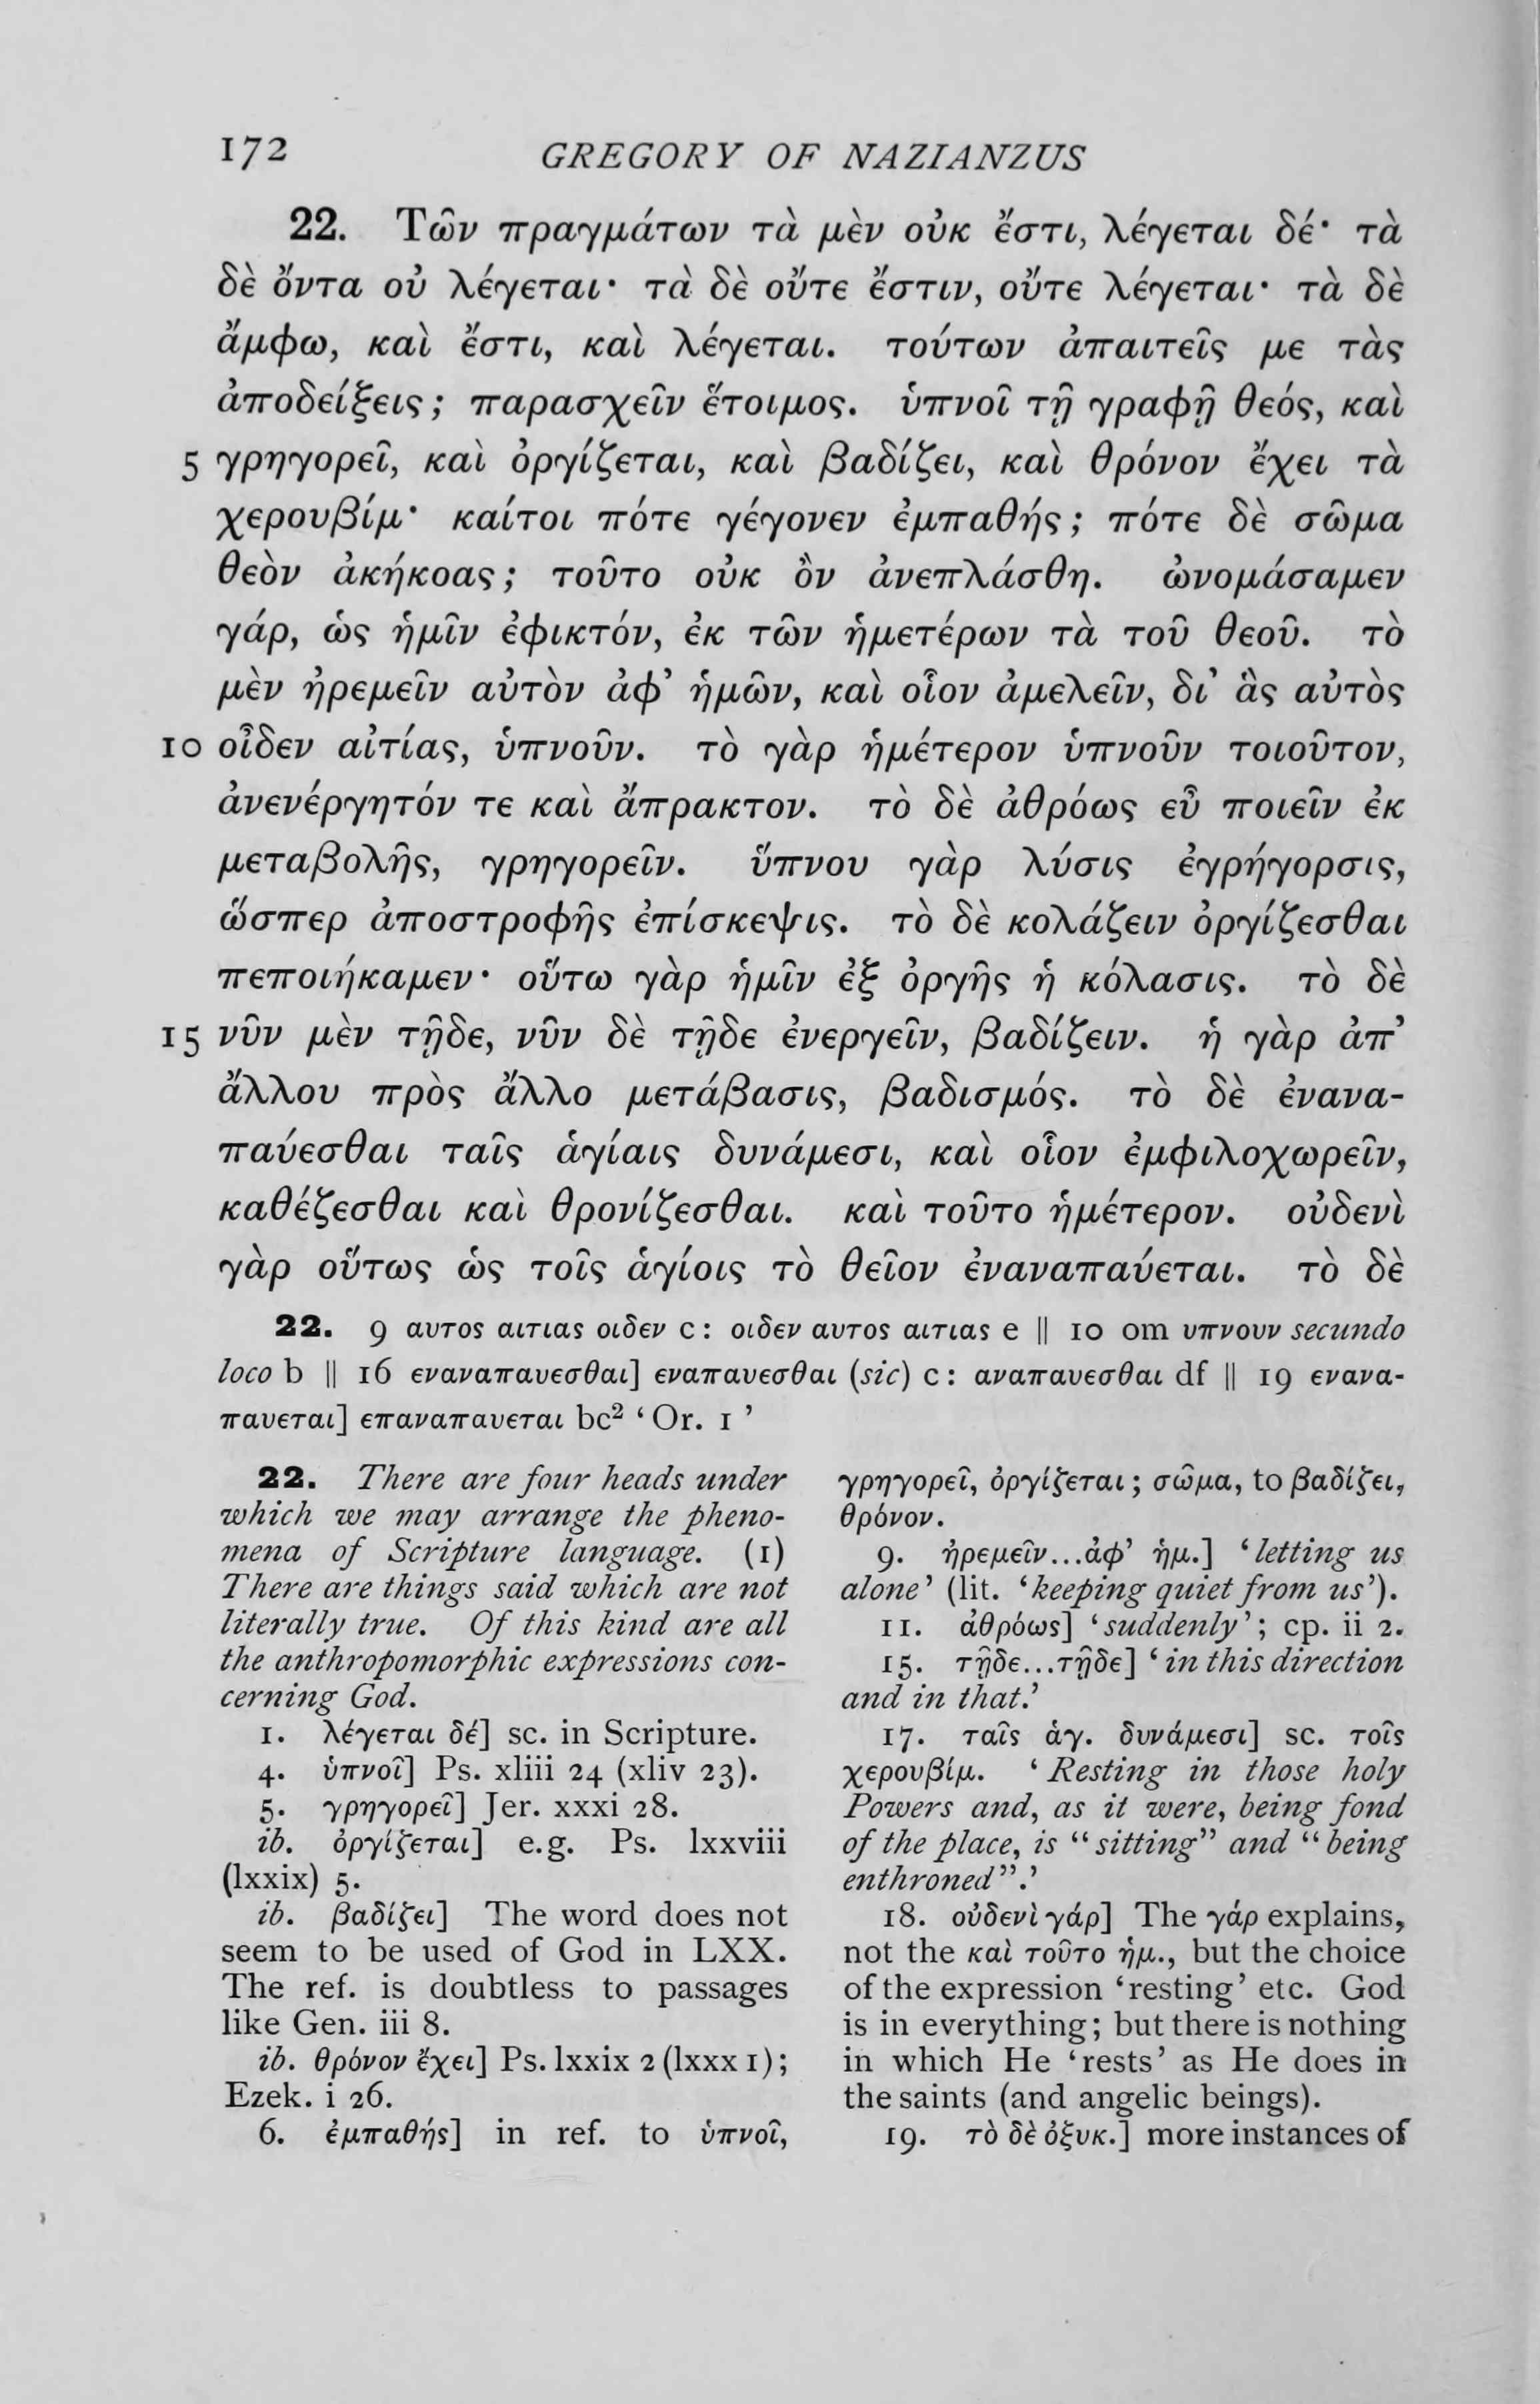 172 GREGORY OF NAZIANZUS
22. Τῶν πραγμάτων τὰ μὲν οὐκ ἔστι, λέγεται δέ· τὰ
δὲ ὄντα οὐ λέγεται· τὰ δὲ οὔτε ἔστιν, οὔτε λέγεται· τὰ δὲ
ἄμφω, καὶ ἔστι, καὶ λέγεται. τούτων ἀπαιτεῖς με τὰς
ἀποδείξεις; παρασχεῖν ἕτοιμος. ὑπνοῖ τῇ γραφῇ θεός, καὶ
5 γρηγορεῖ, καὶ ὀργίζεται, καὶ βαδίζει, καὶ θρόνον ἔχει τὰ
χερουβίμ· καίτοι πότε γέγονεν ἐμπαθής; πότε δὲ σῶμα
θεὸν ἀκήκοας; τοῦτο οὐκ ὂν ἀνεπλάσθη. ὠνομάσαμεν
γάρ, ὡς ἡμῖν ἐφικτόν, ἐκ τῶν ἡμετέρων τὰ τοῦ θεοῦ. τὸ
μὲν ἠρεμεῖν αὐτὸν ἀφ’ ἡμῶν, καὶ οἷον ἀμελεῖν, δι’ ἃς αὐτὸς
10 οἶδεν αἰτίας, ὑπνοῦν. τὸ γὰρ ἡμέτερον ὑπνοῦν τοιοῦτον,
ἀνενέργητόν τε καὶ ἄπρακτον. τὸ δὲ ἀθρόως εὖ ποιεῖν ἐκ
μεταβολῆς, γρηγορεῖν. ὕπνου γὰρ λύσις ἐγρήγορσις,
ὥσπερ ἀποστροφῆς ἐπίσκεψις. τὸ δὲ κολάζειν ὀργίζεσθαι
πεποιήκαμεν· οὕτω γὰρ ἡμῖν ἐξ ὀργῆς ἡ κόλασις. τὸ δὲ
15 νῦν μὲν τῇδε, νῦν δὲ τῇδε ἐνεργεῖν, βαδίζειν. ἡ γὰρ ἀπ’
ἄλλου πρὸς ἄλλο μετάβασις, βαδισμός. τὸ δὲ ἐνανα-
παύεσθαι ταῖς ἁγίαις δυνάμεσι, καὶ οἷον ἐμφιλοχωρεῖν,
καθέζεσθαι καὶ θρονίζεσθαι. καὶ τοῦτο ἡμέτερον. οὐδενὶ
γὰρ οὕτως ὡς τοῖς ἁγίοις τὸ θεῖον ἐναναπαύεται. τὸ δὲ
22. 9 αυτος αιτιας οιδεν c : οιδεν αυτος αιτιας e || 10 om υπνουν secundo
loco b || 16 εναναπαυεσθαι] εναπαυεσθαι (sic) c : αναπαυεσθαι df || 19 ενανα-
παυεται] επαναπαυεται bc² ‘Or. 1’
22. There are four heads under
which we may arrange the pheno-
mena of Scripture language. (1)
There are things said which are not
literally true. Of this kind are all
the anthropomorphic expressions con-
cerning God.
1. λέγεται δέ] sc. in Scripture.
4. ὑπνοῖ] Ps. xliii 24 (xliv 23).
5. γρηγορεῖ] Jer. xxxi 28.
ib. ὀργίζεται] e.g. Ps. lxxviii
(lxxix) 5.
ib. βαδίζει] The word does not
seem to be used of God in LXX.
The ref. is doubtless to passages
like Gen. iii 8.
ib. θρόνον ἔχει] Ps. lxxix 2 (lxxx 1);
Ezek. i 26.
6. ἐμπαθής] in ref. to ὑπνοῖ,
γρηγορεῖ, ὀργίζεται; σῶμα, to βαδίζει,
θρόνον.
9. ἠρεμεῖν...ἀφ’ ἡμ.] ‘letting us
alone’ (lit. ‘keeping quiet from us’).
11. ἀθρόως] ‘suddenly’; cp. ii 2.
15. τῇδε...τῇδε] ‘in this direction
and in that.’
17. ταῖς ἁγ. δυνάμεσι] sc. τοῖς
χερουβίμ. ‘Resting in those holy
Powers and, as it were, being fond
of the place, is “sitting” and “being
enthroned”.’
18. οὐδενὶ γάρ] The γάρ explains,
not the καὶ τοῦτο ἡμ., but the choice
of the expression ‘resting’ etc. God
is in everything; but there is nothing
in which He ‘rests’ as He does in
the saints (and angelic beings).
19. τὸ δὲ ὀξυκ.] more instances of